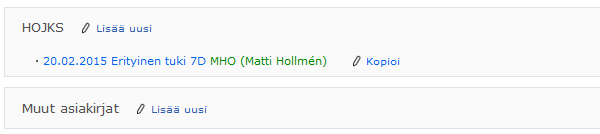 HOJKS Lisää uusi
20.02.2015 Erityinen tuki 7D MHO (Matti Hollmén) Kopioi
Muut asiakirjat Lisää uusi